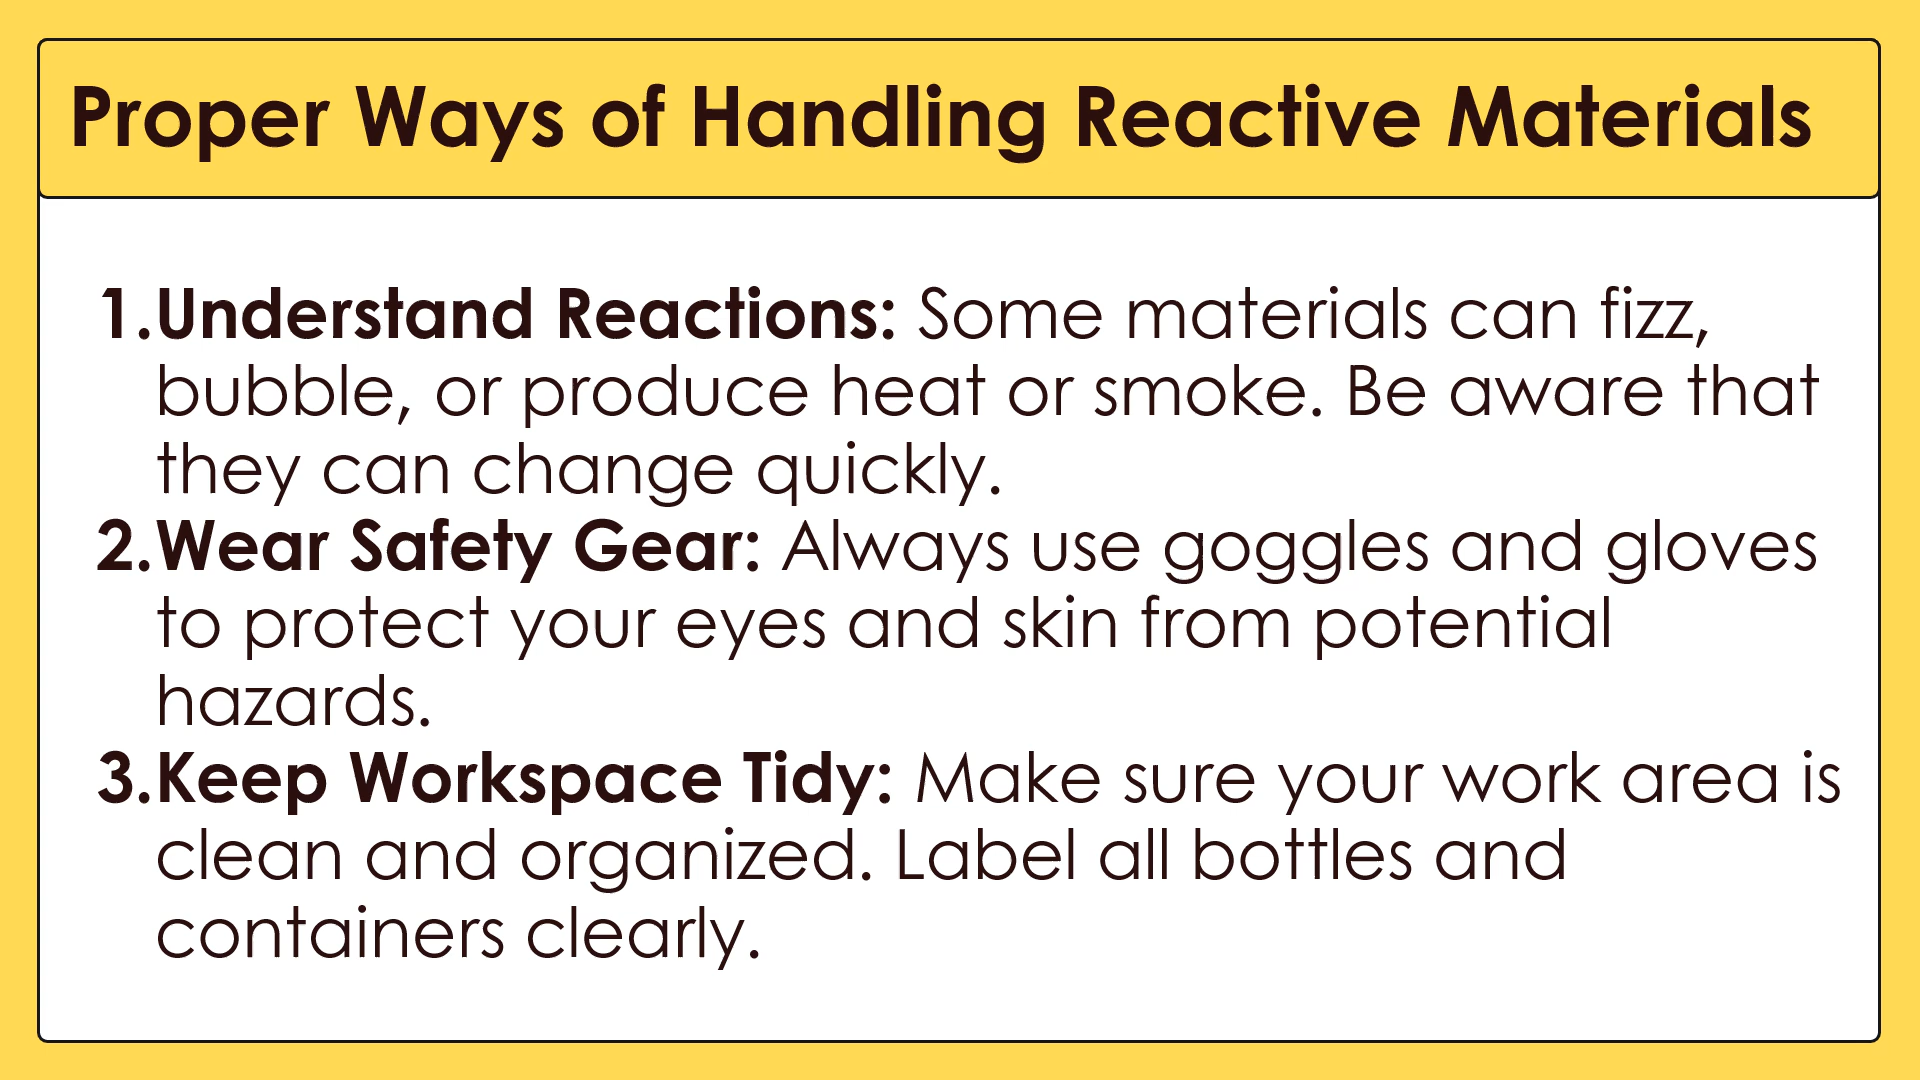 Proper Ways of Handling Reactive Materials
1.Understand Reactions: Some materials can fizz,
bubble, or produce heat or smoke. Be aware that
they can change quickly.
2.Wear Safety Gear: Always use goggles and gloves
to protect your eyes and skin from potential
hazards.
3.Keep Workspace Tidy: Make sure your work area is
clean and organized. Label all bottles and
containers clearly.